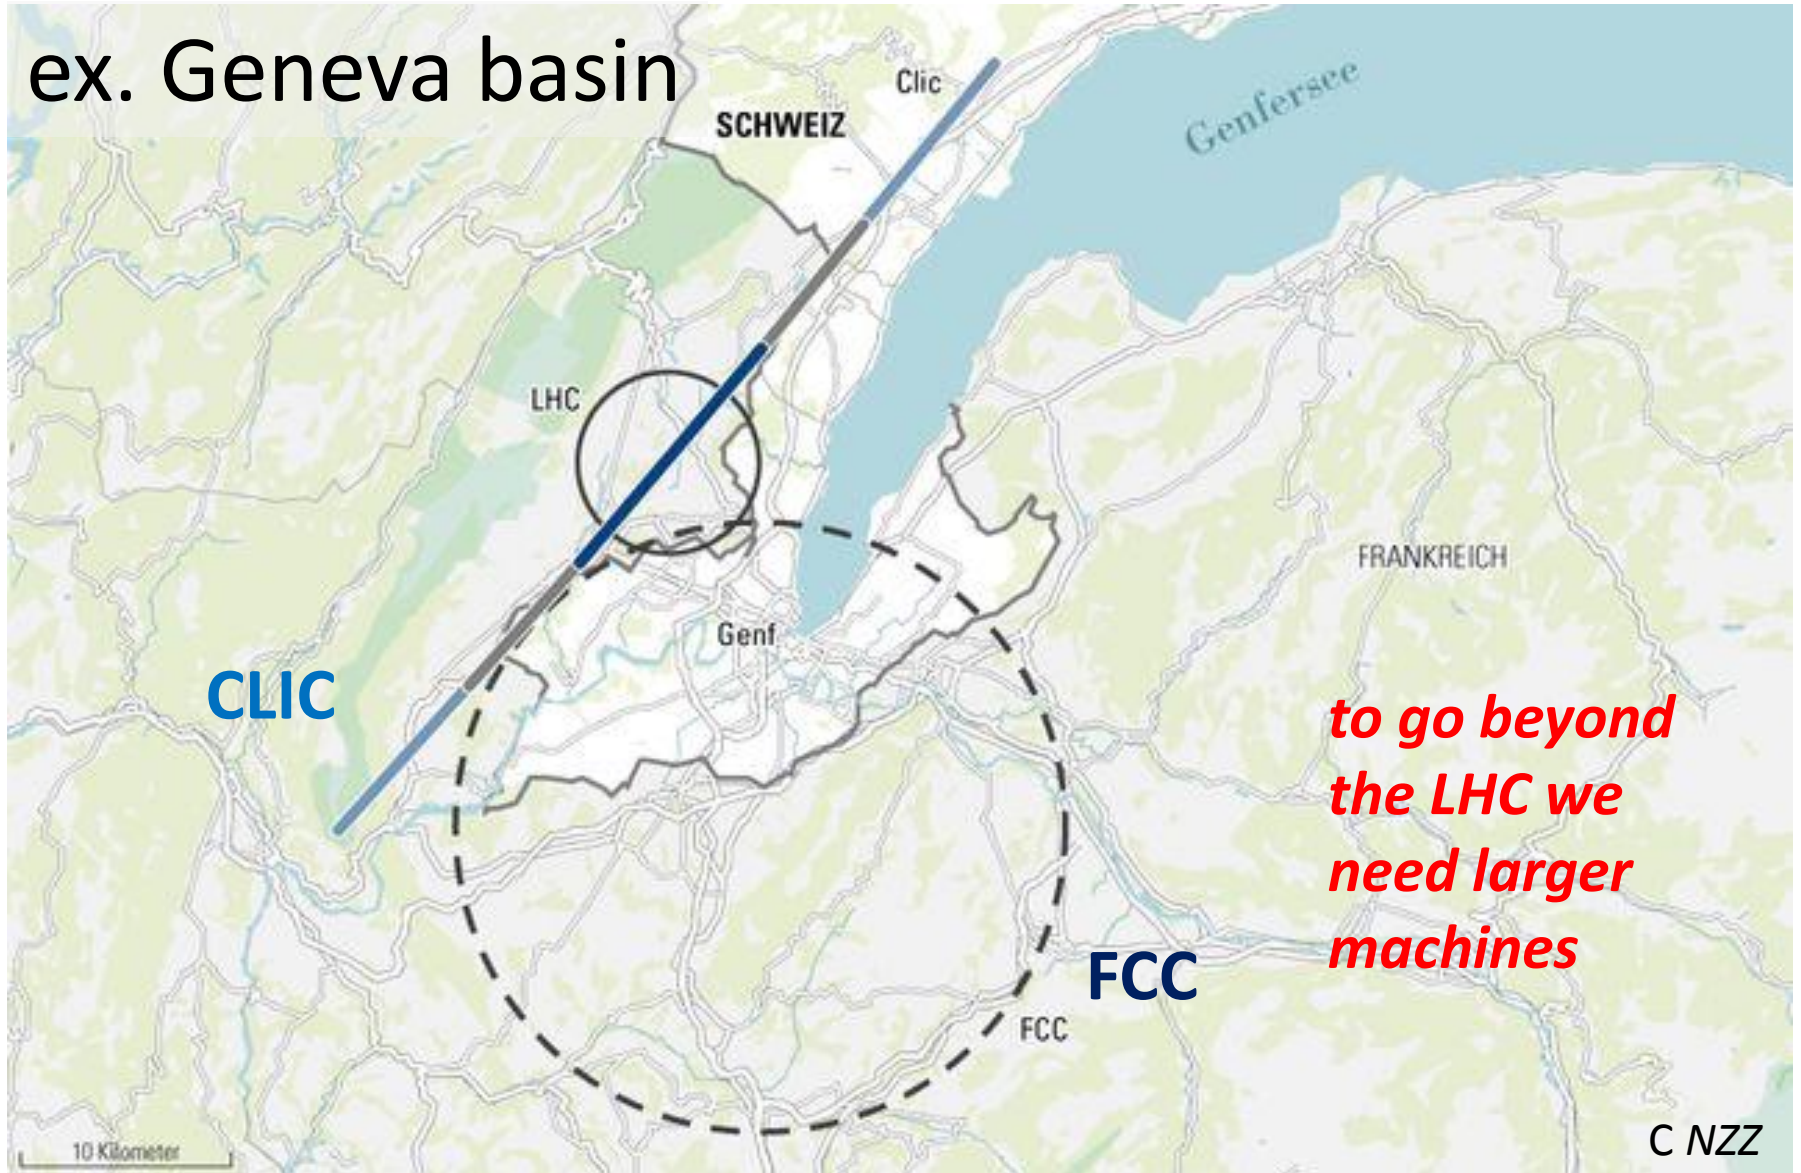 ex. Geneva basin
Clic
SCHWEIZ
Genfersee
LHC
FRANKREICH
Genf
CLIC
to go beyond
the LHC we
need larger
machines
FCC
FCC
10 Kilometer
C NZZ